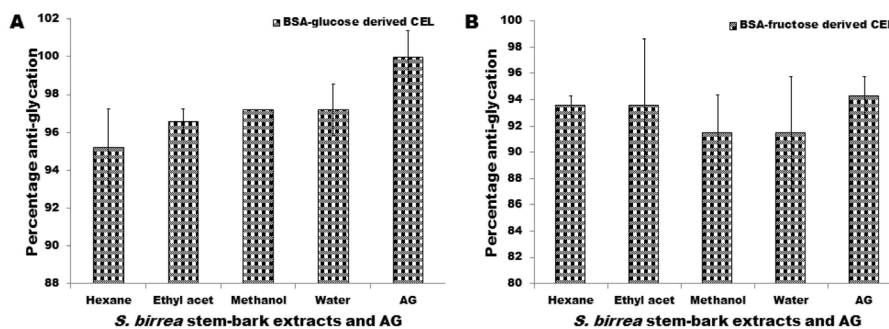 A
BSA-glucose derived CEL
Percentage anti-glycation
102
100
98
96
94
92
90
88
Hexane Ethyl acet Methanol Water AG
S. birrea stem-bark extracts and AG
B
BSA-fructose derived CEL
Percentage anti-glycation
94
96
94
92
90
88
86
84
82
80
Hexane Ethyl acet Methanol Water AG
S. birrea stem-bark extracts and AG